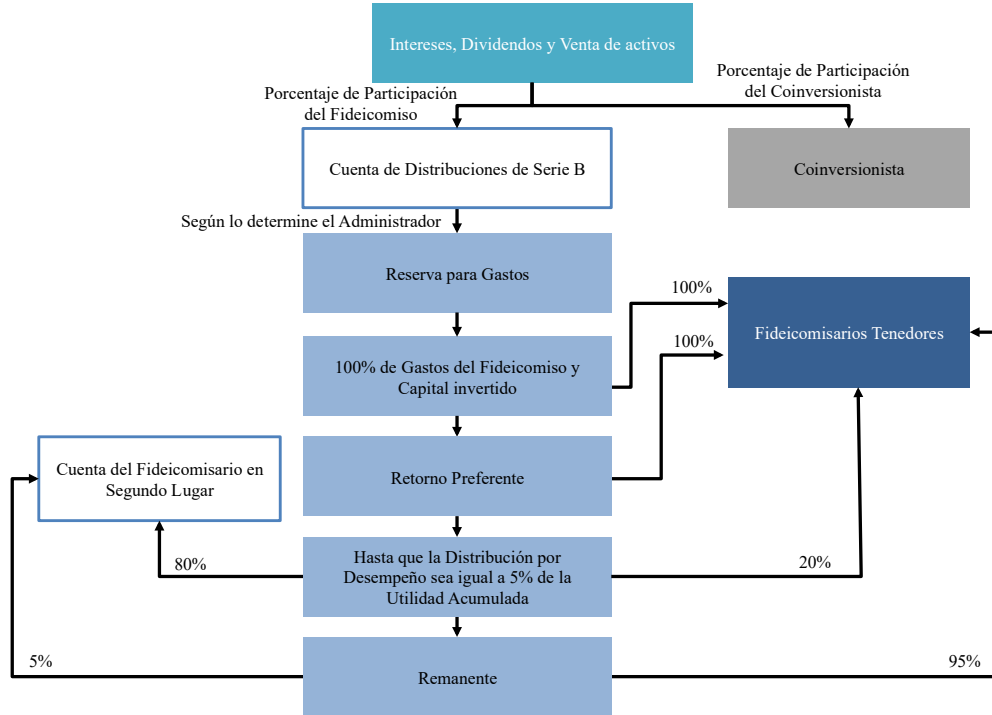 Intereses, Dividendos y Venta de activos
Porcentaje de Participación
del Fideicomiso
Porcentaje de Participación
del Coinversionista
Cuenta de Distribuciones de Serie B
Coinversionista
Según lo determine el Administrador
Reserva para Gastos
100%
Fideicomisarios Tenedores
100%
100% de Gastos del Fideicomiso y
Capital invertido
Cuenta del Fideicomisario en
Segundo Lugar
Retorno Preferente
80%
Hasta que la Distribución por
Desempeño sea igual a 5% de la
Utilidad Acumulada
20%
5%
Remanente
95%